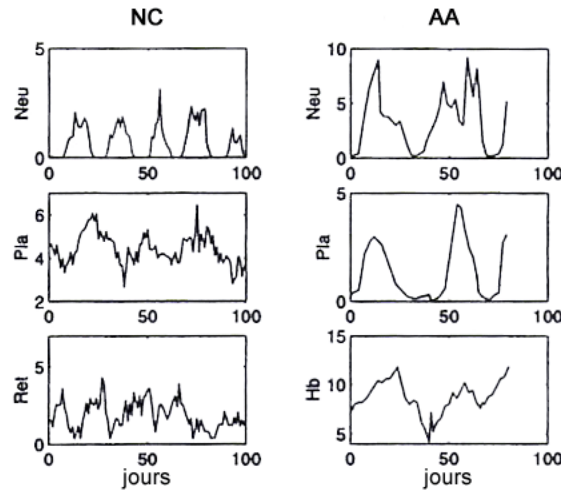 NC AA
5 10
Neu Neu 5
0 0
0 50 100 0 50 100
5
6
Pla 4 Pla
2 0
0 50 100 0 50 100
15
5
Ret Hb 10
0 5
0 50 100 0 50 100
jours jours